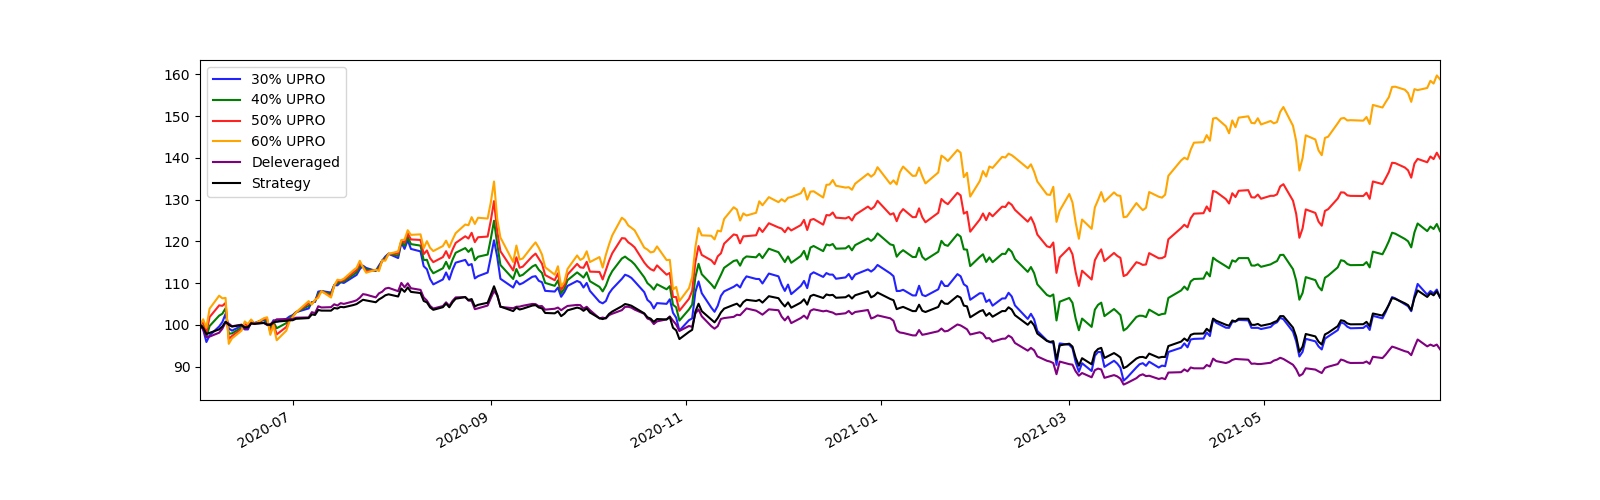 160
150
140
130
120
110
100
90
30% UPRO
40% UPRO
50% UPRO
60% UPRO
Deleveraged
Strategy
2020-07
2020-09
2020-11
2021-01
2021-03
2021-05